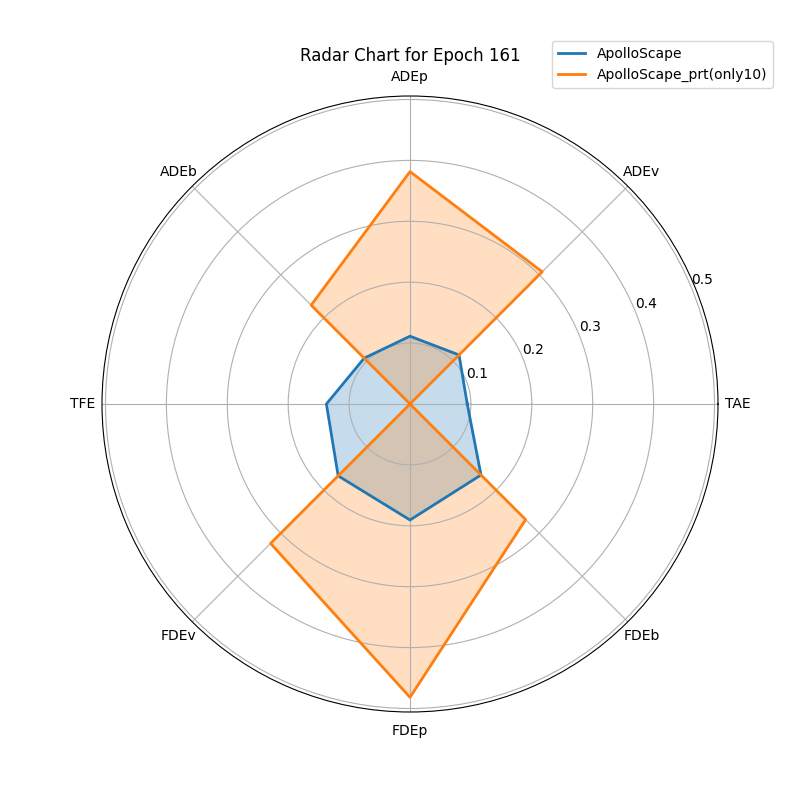 Radar Chart for Epoch 161
ApolloScape
ApolloScape_prt(only10)
ADEp
ADEb
ADEv
0.5
0.4
0.3
0.2
0.1
TFE
TAE
FDEv
FDEb
FDEp